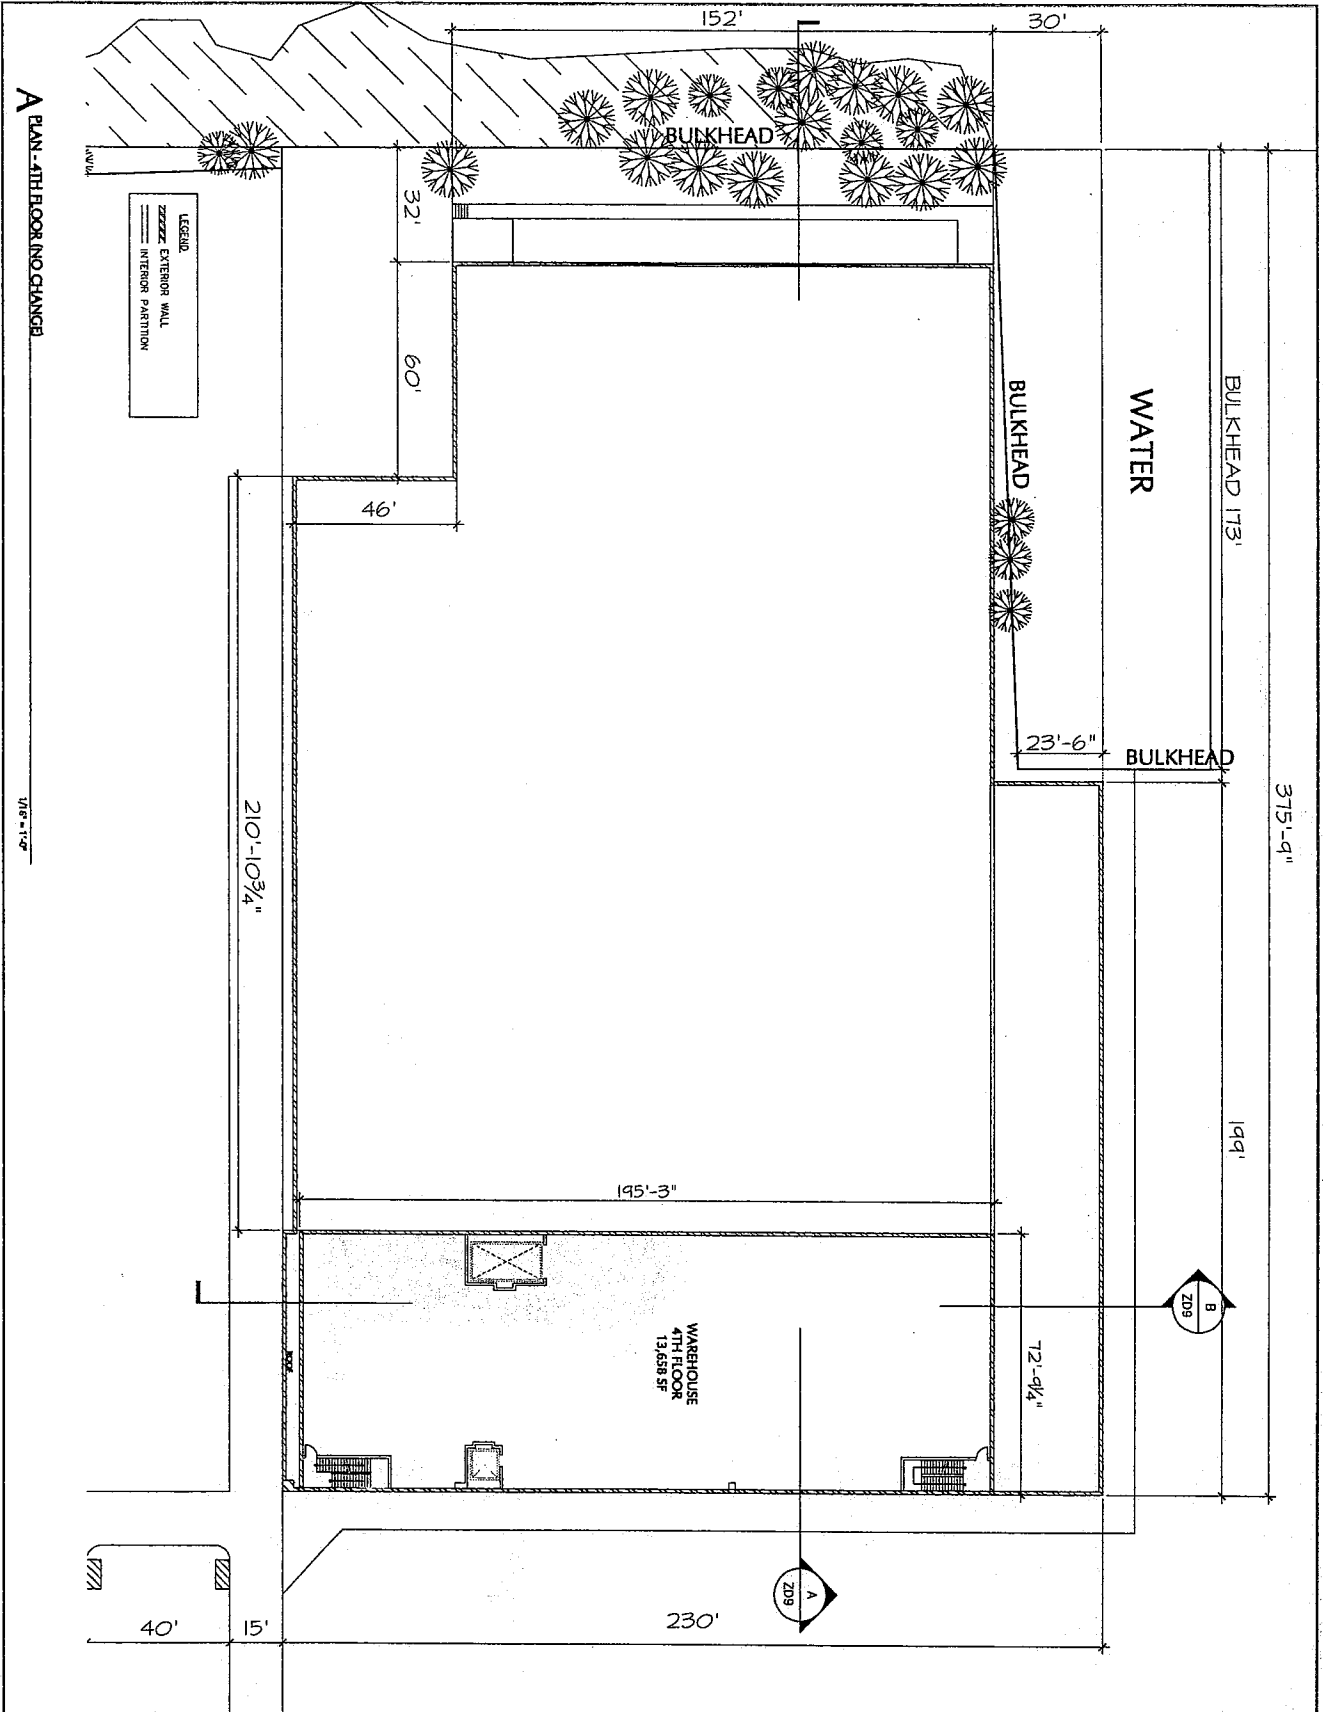 152'
30'
BULKHEAD
32'
A
PLAN - 4TH FLOOR (NO CHANGE)
1/16" = 1'-0"
LEGEND
EXTERIOR WALL
INTERIOR PARTITION
60'
46'
BULKHEAD
WATER
BULKHEAD 173'
23'-6"
BULKHEAD
375'-9"
210'-10 3/4"
199'
195'-3"
72'-9 1/4"
B
ZD9
WAREHOUSE
4TH FLOOR
13,658 SF
ROOF
A
ZD9
40'
15'
230'